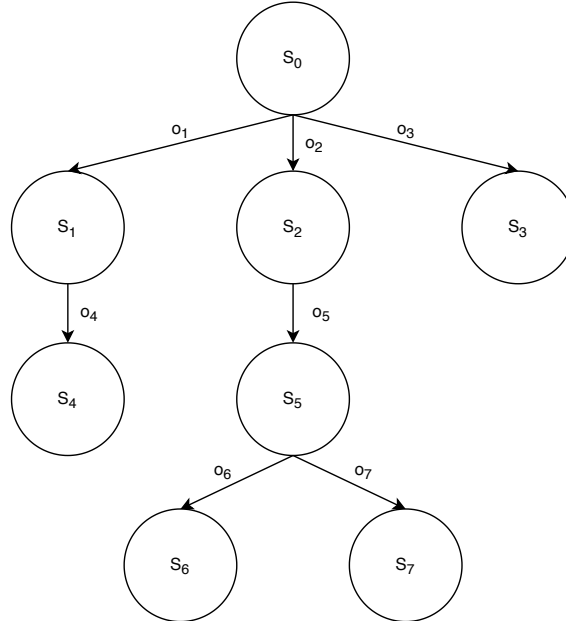 S₀
o₁
o₂
o₃
S₁
S₂
S₃
o₄
o₅
S₄
S₅
o₆
o₇
S₆
S₇